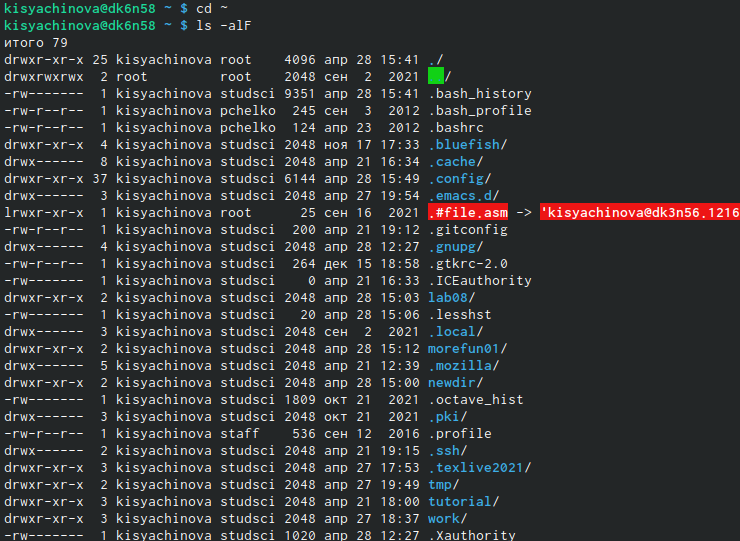 kisyachinova@dk6n58 ~ $ cd ~
kisyachinova@dk6n58 ~ $ ls -alF
итого 79
drwxr-xr-x 25 kisyachinova root    4096 апр 28 15:41 ./
drwxrwxrwx  2 root         root    2048 сен  2  2021 ../
-rw-------  1 kisyachinova studsci 9351 апр 28 15:41 .bash_history
-rw-r--r--  1 kisyachinova pchelko  245 сен  3  2012 .bash_profile
-rw-r--r--  1 kisyachinova pchelko  124 апр 23  2012 .bashrc
drwxr-xr-x  4 kisyachinova studsci 2048 ноя 17 17:33 .bluefish/
drwx------  8 kisyachinova studsci 2048 апр 21 16:34 .cache/
drwxr-xr-x 37 kisyachinova studsci 6144 апр 28 15:49 .config/
drwx------  3 kisyachinova studsci 2048 апр 27 19:54 .emacs.d/
lrwxr-xr-x  1 kisyachinova root      25 сен 16  2021 .#file.asm -> 'kisyachinova@dk3n56.1216
-rw-r--r--  1 kisyachinova studsci  200 апр 21 19:12 .gitconfig
drwx------  4 kisyachinova studsci 2048 апр 28 12:27 .gnupg/
-rw-r--r--  1 kisyachinova studsci  264 дек 15 18:58 .gtkrc-2.0
-rw-------  1 kisyachinova studsci    0 апр 21 16:33 .ICEauthority
drwxr-xr-x  2 kisyachinova studsci 2048 апр 28 15:03 lab08/
-rw-------  1 kisyachinova studsci   20 апр 28 15:06 .lesshst
drwx------  3 kisyachinova studsci 2048 сен  2  2021 .local/
drwxr-xr-x  2 kisyachinova studsci 2048 апр 28 15:12 morefun01/
drwx------  5 kisyachinova studsci 2048 апр 21 12:39 .mozilla/
drwxr-xr-x  2 kisyachinova studsci 2048 апр 28 15:00 newdir/
-rw-------  1 kisyachinova studsci 1809 окт 21  2021 .octave_hist
drwx------  3 kisyachinova studsci 2048 окт 21  2021 .pki/
-rw-r--r--  1 kisyachinova staff    536 сен 12  2016 .profile
drwx------  2 kisyachinova studsci 2048 апр 21 19:15 .ssh/
drwxr-xr-x  3 kisyachinova studsci 2048 апр 27 17:53 .texlive2021/
drwxr-xr-x  2 kisyachinova studsci 2048 апр 27 19:49 tmp/
drwxr-xr-x  3 kisyachinova studsci 2048 апр 21 18:00 tutorial/
drwxr-xr-x  3 kisyachinova studsci 2048 апр 27 18:37 work/
-rw-------  1 kisyachinova studsci 1020 апр 28 12:27 .Xauthority